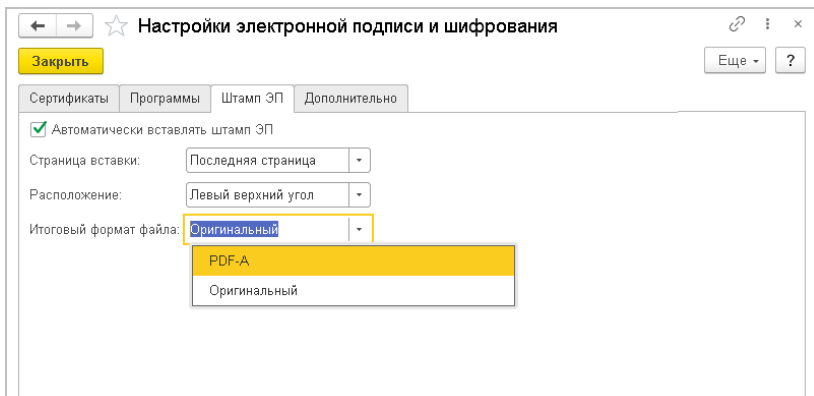 Настройки электронной подписи и шифрования
Закрыть
Еще
?
Сертификаты Программы Штамп ЭП Дополнительно
Автоматически вставлять штамп ЭП
Страница вставки: Последняя страница
Расположение: Левый верхний угол
Итоговый формат файла: Оригинальный
PDF-A
Оригинальный